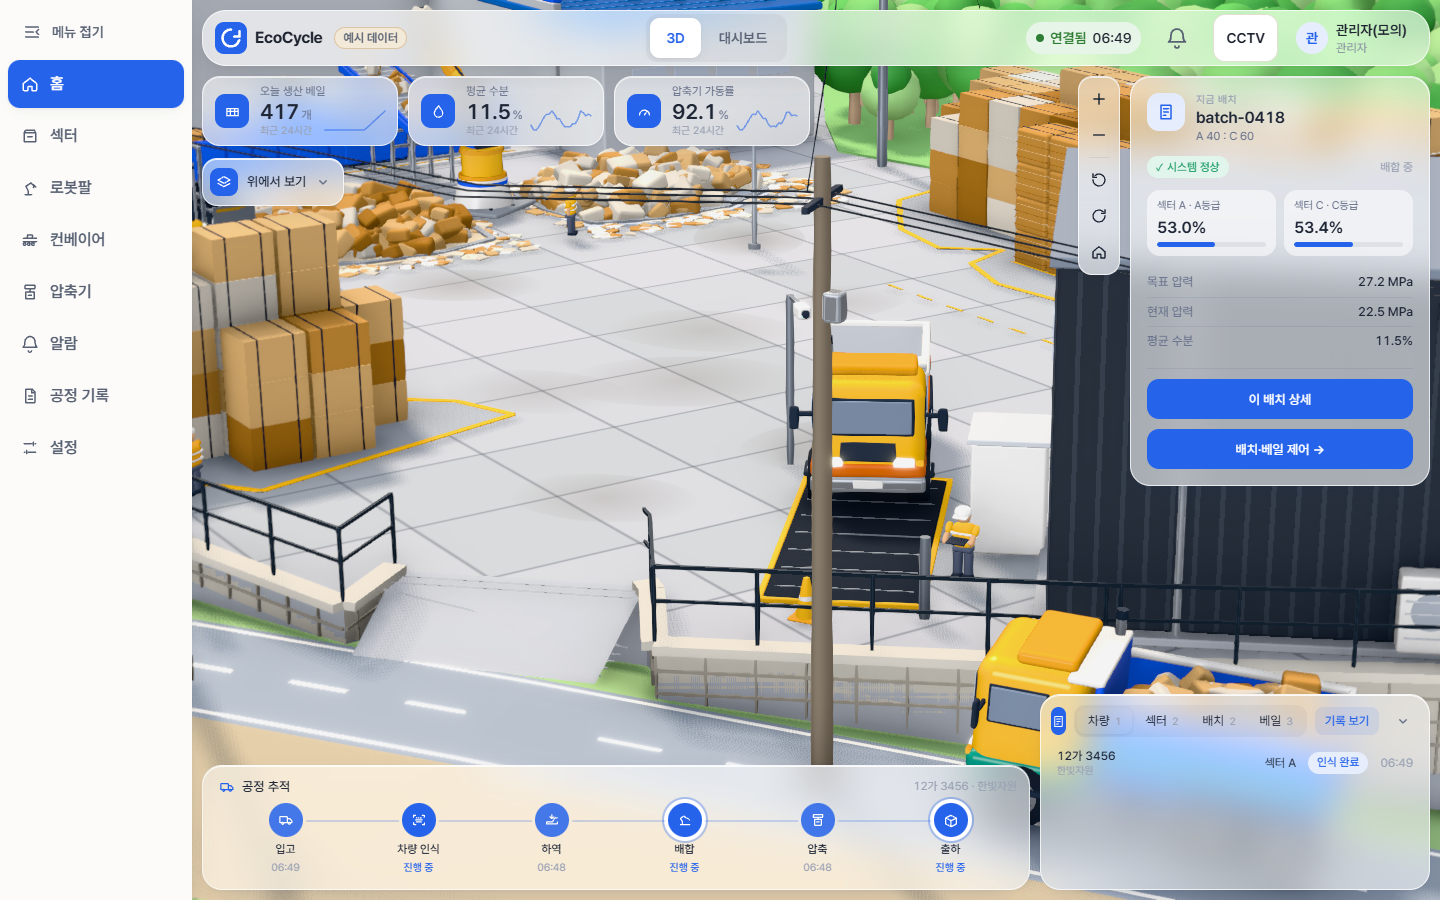 메뉴 접기
홈
섹터
로봇팔
컨베이어
압축기
알람
공정 기록
설정
EcoCycle
예시 데이터
3D
대시보드
연결됨 06:49
CCTV
관
관리자(모의)
관리자
오늘 생산 베일
417개
최근 24시간
평균 수분
11.5%
최근 24시간
압축기 가동률
92.1%
최근 24시간
위에서 보기
지금 배치
batch-0418
A 40 : C 60
✓ 시스템 정상
배합 중
섹터 A · A등급
53.0%
섹터 C · C등급
53.4%
목표 압력 27.2 MPa
현재 압력 22.5 MPa
평균 수분 11.5%
이 배치 상세
배치·베일 제어 →
공정 추적
12가 3456 · 한빛자원
입고
06:49
차량 인식
진행 중
하역
06:48
배합
진행 중
압축
06:48
출하
진행 중
차량 1
섹터 2
배치 2
베일 3
기록 보기
12가 3456
한빛자원
섹터 A
인식 완료
06:49